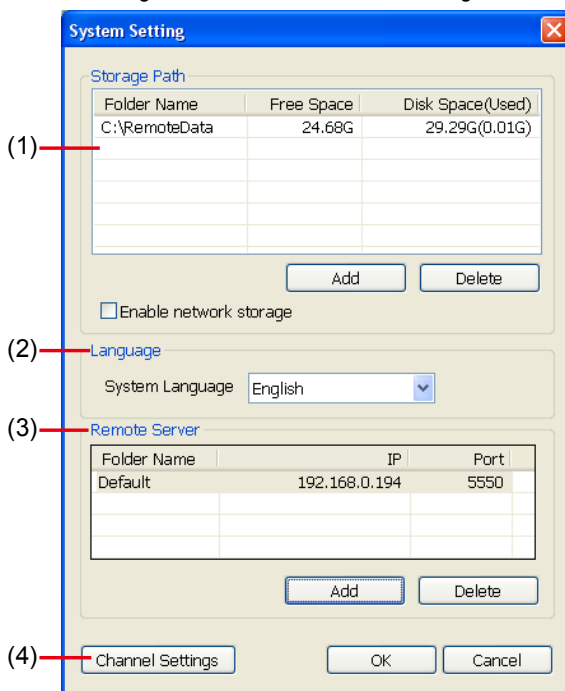 System Setting
Storage Path
Folder Name Free Space Disk Space(Used)
C:\RemoteData 24.68G 29.29G(0.01G)
(1)
Add Delete
Enable network storage
(2)
Language
System Language English
(3)
Remote Server
Folder Name IP Port
Default 192.168.0.194 5550
Add Delete
(4) Channel Settings OK Cancel